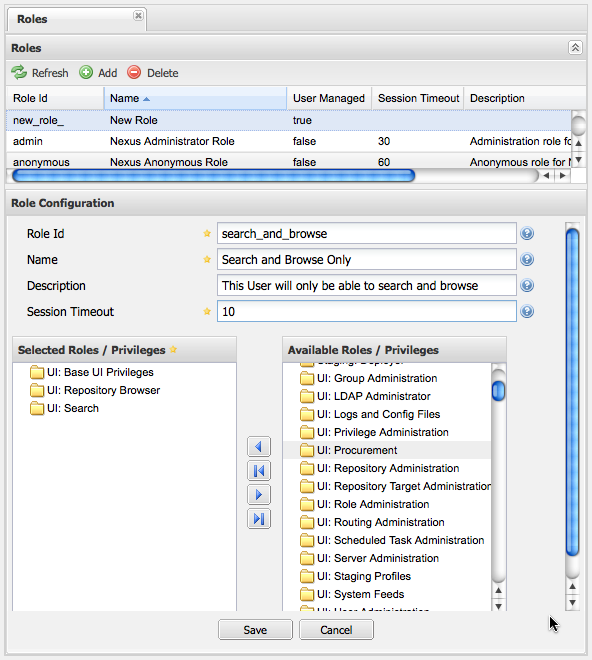 Roles
Roles
Refresh Add Delete
Role Id Name User Managed Session Timeout Description
new_role_ New Role true
admin Nexus Administrator Role false 30 Administration role fo
anonymous Nexus Anonymous Role false 60 Anonymous role for N
Role Configuration
Role Id search_and_browse
Name Search and Browse Only
Description This User will only be able to search and browse
Session Timeout 10
Selected Roles / Privileges
UI: Base UI Privileges
UI: Repository Browser
UI: Search
Available Roles / Privileges
Staging: Deployer
UI: Group Administration
UI: LDAP Administrator
UI: Logs and Config Files
UI: Privilege Administration
UI: Procurement
UI: Repository Administration
UI: Repository Target Administration
UI: Role Administration
UI: Routing Administration
UI: Scheduled Task Administration
UI: Server Administration
UI: Staging Profiles
UI: System Feeds
UI: User Administration
Save Cancel